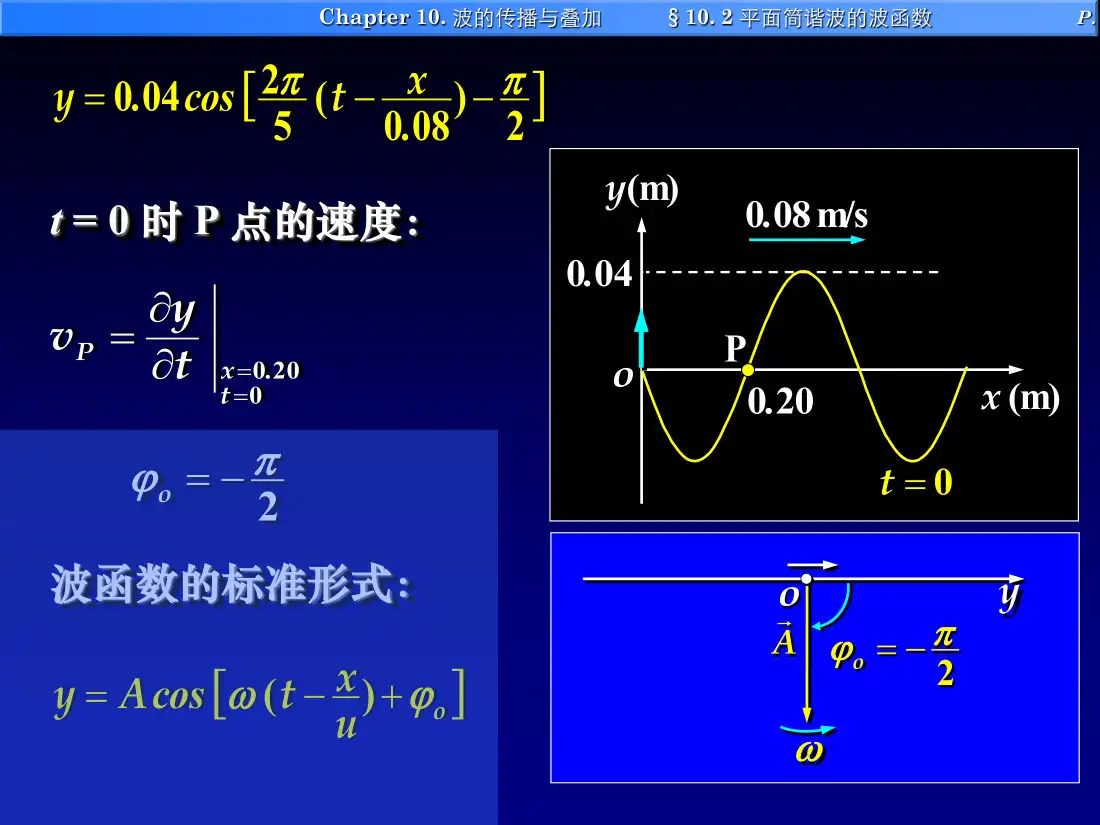 Chapter 10. 波的传播与叠加 § 10. 2 平面简谐波的波函数 P.
y = 0.04 cos [ 2π/5 (t − x/0.08) − π/2 ]
t = 0 时 P 点的速度：
v_P = ∂y/∂t | x=0.20 t=0
φ_o = − π/2
波函数的标准形式：
y = A cos [ ω (t − x/u) + φ_o ]
y (m)
0.08 m/s
0.04
P
o
0.20
x (m)
t = 0
o
y
A⃗
φ_o = − π/2
ω